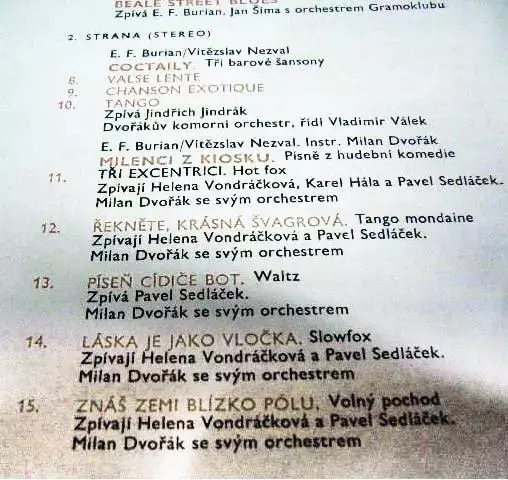 BEALE STREET BLUES
Zpívá E. F. Burian, Jan Šima s orchestrem Gramoklubu
2. STRANA (STEREO)
E. F. Burian/Vítězslav Nezval
COCTAILY. Tři barové šansony
8. VALSE LENTE
9. CHANSON EXOTIQUE
10. TANGO
Zpívá Jindřich Jindrák
Dvořákův komorní orchestr, řídí Vladimír Válek
E. F. Burian/Vítězslav Nezval. Instr. Milan Dvořák
MILENCI Z KIOSKU. Písně z hudební komedie
11. TŘI EXCENTRICI. Hot fox
Zpívají Helena Vondráčková, Karel Hála a Pavel Sedláček.
Milan Dvořák se svým orchestrem
12. ŘEKNĚTE, KRÁSNÁ ŠVAGROVÁ. Tango mondaine
Zpívají Helena Vondráčková a Pavel Sedláček.
Milan Dvořák se svým orchestrem
13. PÍSEŇ CÍDIČE BOT. Waltz
Zpívá Pavel Sedláček.
Milan Dvořák se svým orchestrem
14. LÁSKA JE JAKO VLOČKA. Slowfox
Zpívají Helena Vondráčková a Pavel Sedláček.
Milan Dvořák se svým orchestrem
15. ZNÁŠ ZEMI BLÍZKO PÓLU. Volný pochod
Zpívají Helena Vondráčková a Pavel Sedláček.
Milan Dvořák se svým orchestrem